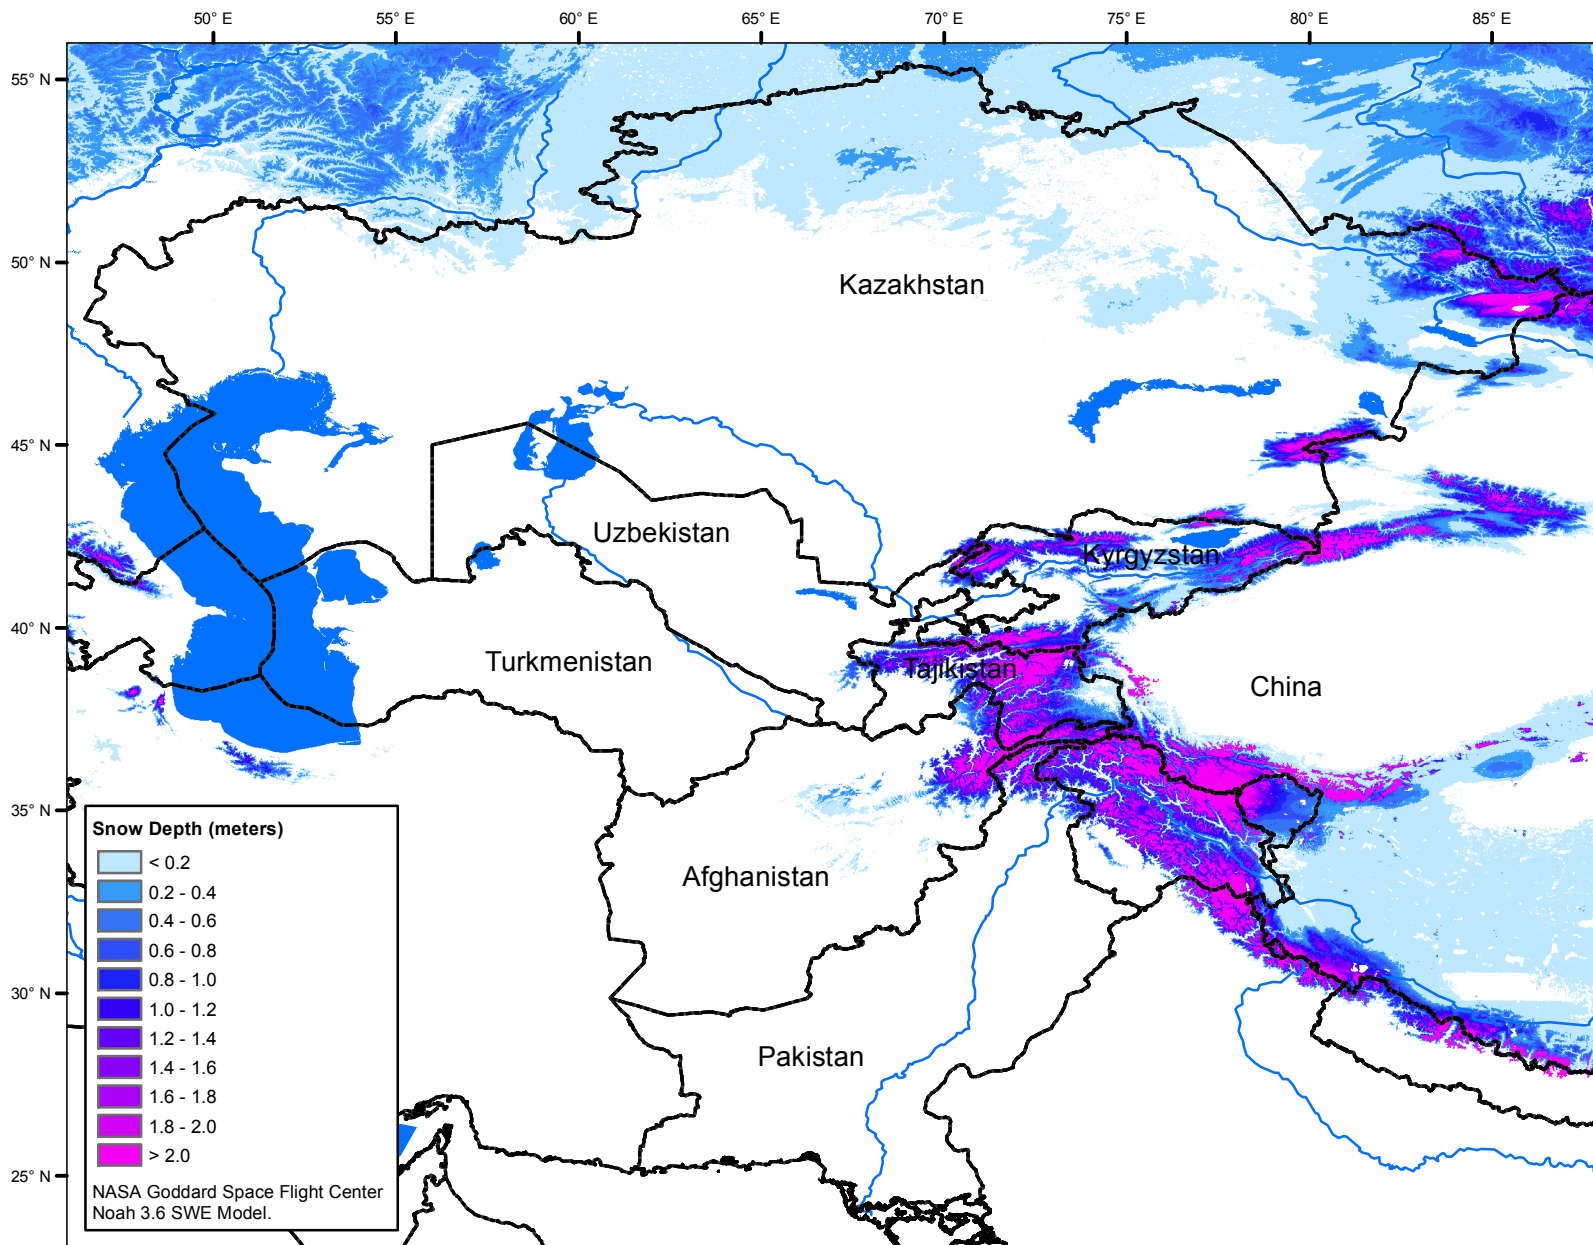 50° E 55° E 60° E 65° E 70° E 75° E 80° E 85° E
55° N
50° N
45° N
40° N
35° N
30° N
25° N
Kazakhstan
Uzbekistan
Kyrgyzstan
Turkmenistan
Tajikistan
China
Afghanistan
Pakistan
Snow Depth (meters)
< 0.2
0.2 - 0.4
0.4 - 0.6
0.6 - 0.8
0.8 - 1.0
1.0 - 1.2
1.2 - 1.4
1.4 - 1.6
1.6 - 1.8
1.8 - 2.0
> 2.0
NASA Goddard Space Flight Center
Noah 3.6 SWE Model.